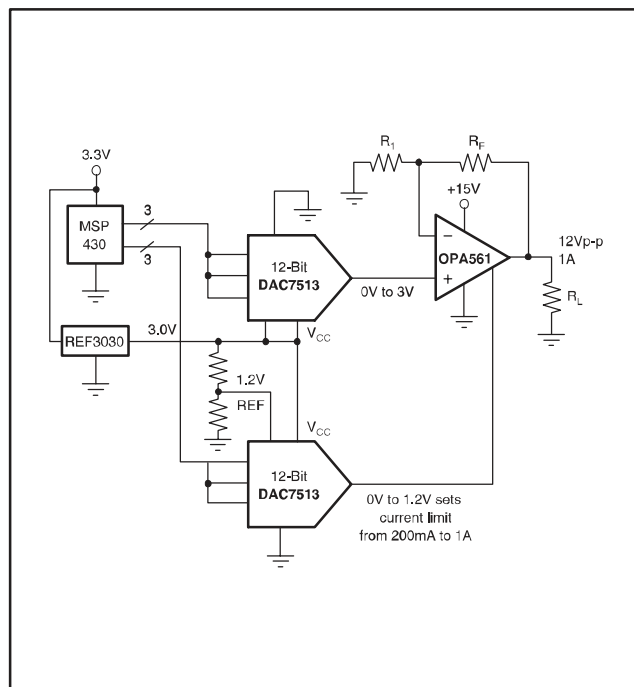 3.3V
MSP
430
3
3
REF3030
3.0V
12-Bit
DAC7513
VCC
1.2V
REF
VCC
12-Bit
DAC7513
0V to 3V
R1
RF
+15V
−
OPA561
+
12Vp-p
1A
RL
0V to 1.2V sets
current limit
from 200mA to 1A